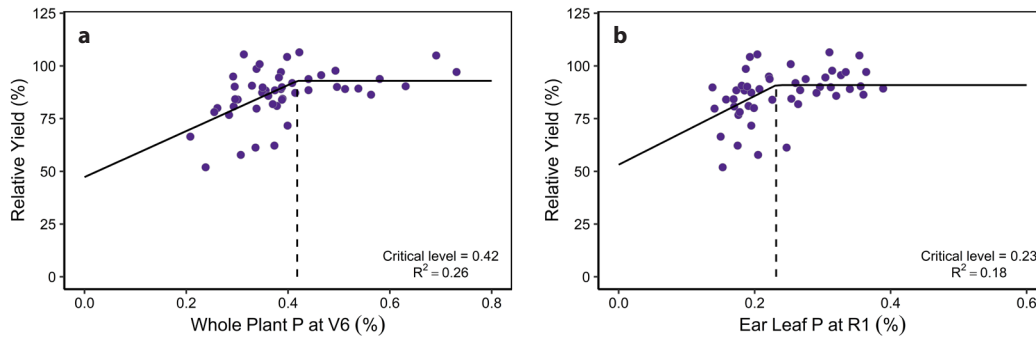 a
125
100
75
50
25
0
Relative Yield (%)
0.0 0.2 0.4 0.6 0.8
Whole Plant P at V6 (%)
Critical level = 0.42
R² = 0.26
b
125
100
75
50
25
0
Relative Yield (%)
0.0 0.2 0.4 0.6
Ear Leaf P at R1 (%)
Critical level = 0.23
R² = 0.18